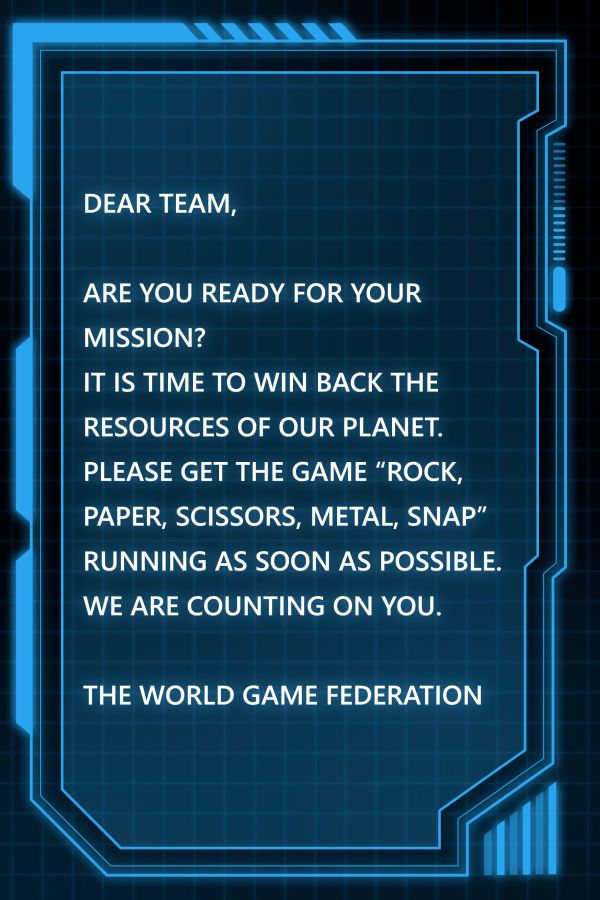 DEAR TEAM,
ARE YOU READY FOR YOUR
MISSION?
IT IS TIME TO WIN BACK THE
RESOURCES OF OUR PLANET.
PLEASE GET THE GAME “ROCK,
PAPER, SCISSORS, METAL, SNAP”
RUNNING AS SOON AS POSSIBLE.
WE ARE COUNTING ON YOU.
THE WORLD GAME FEDERATION